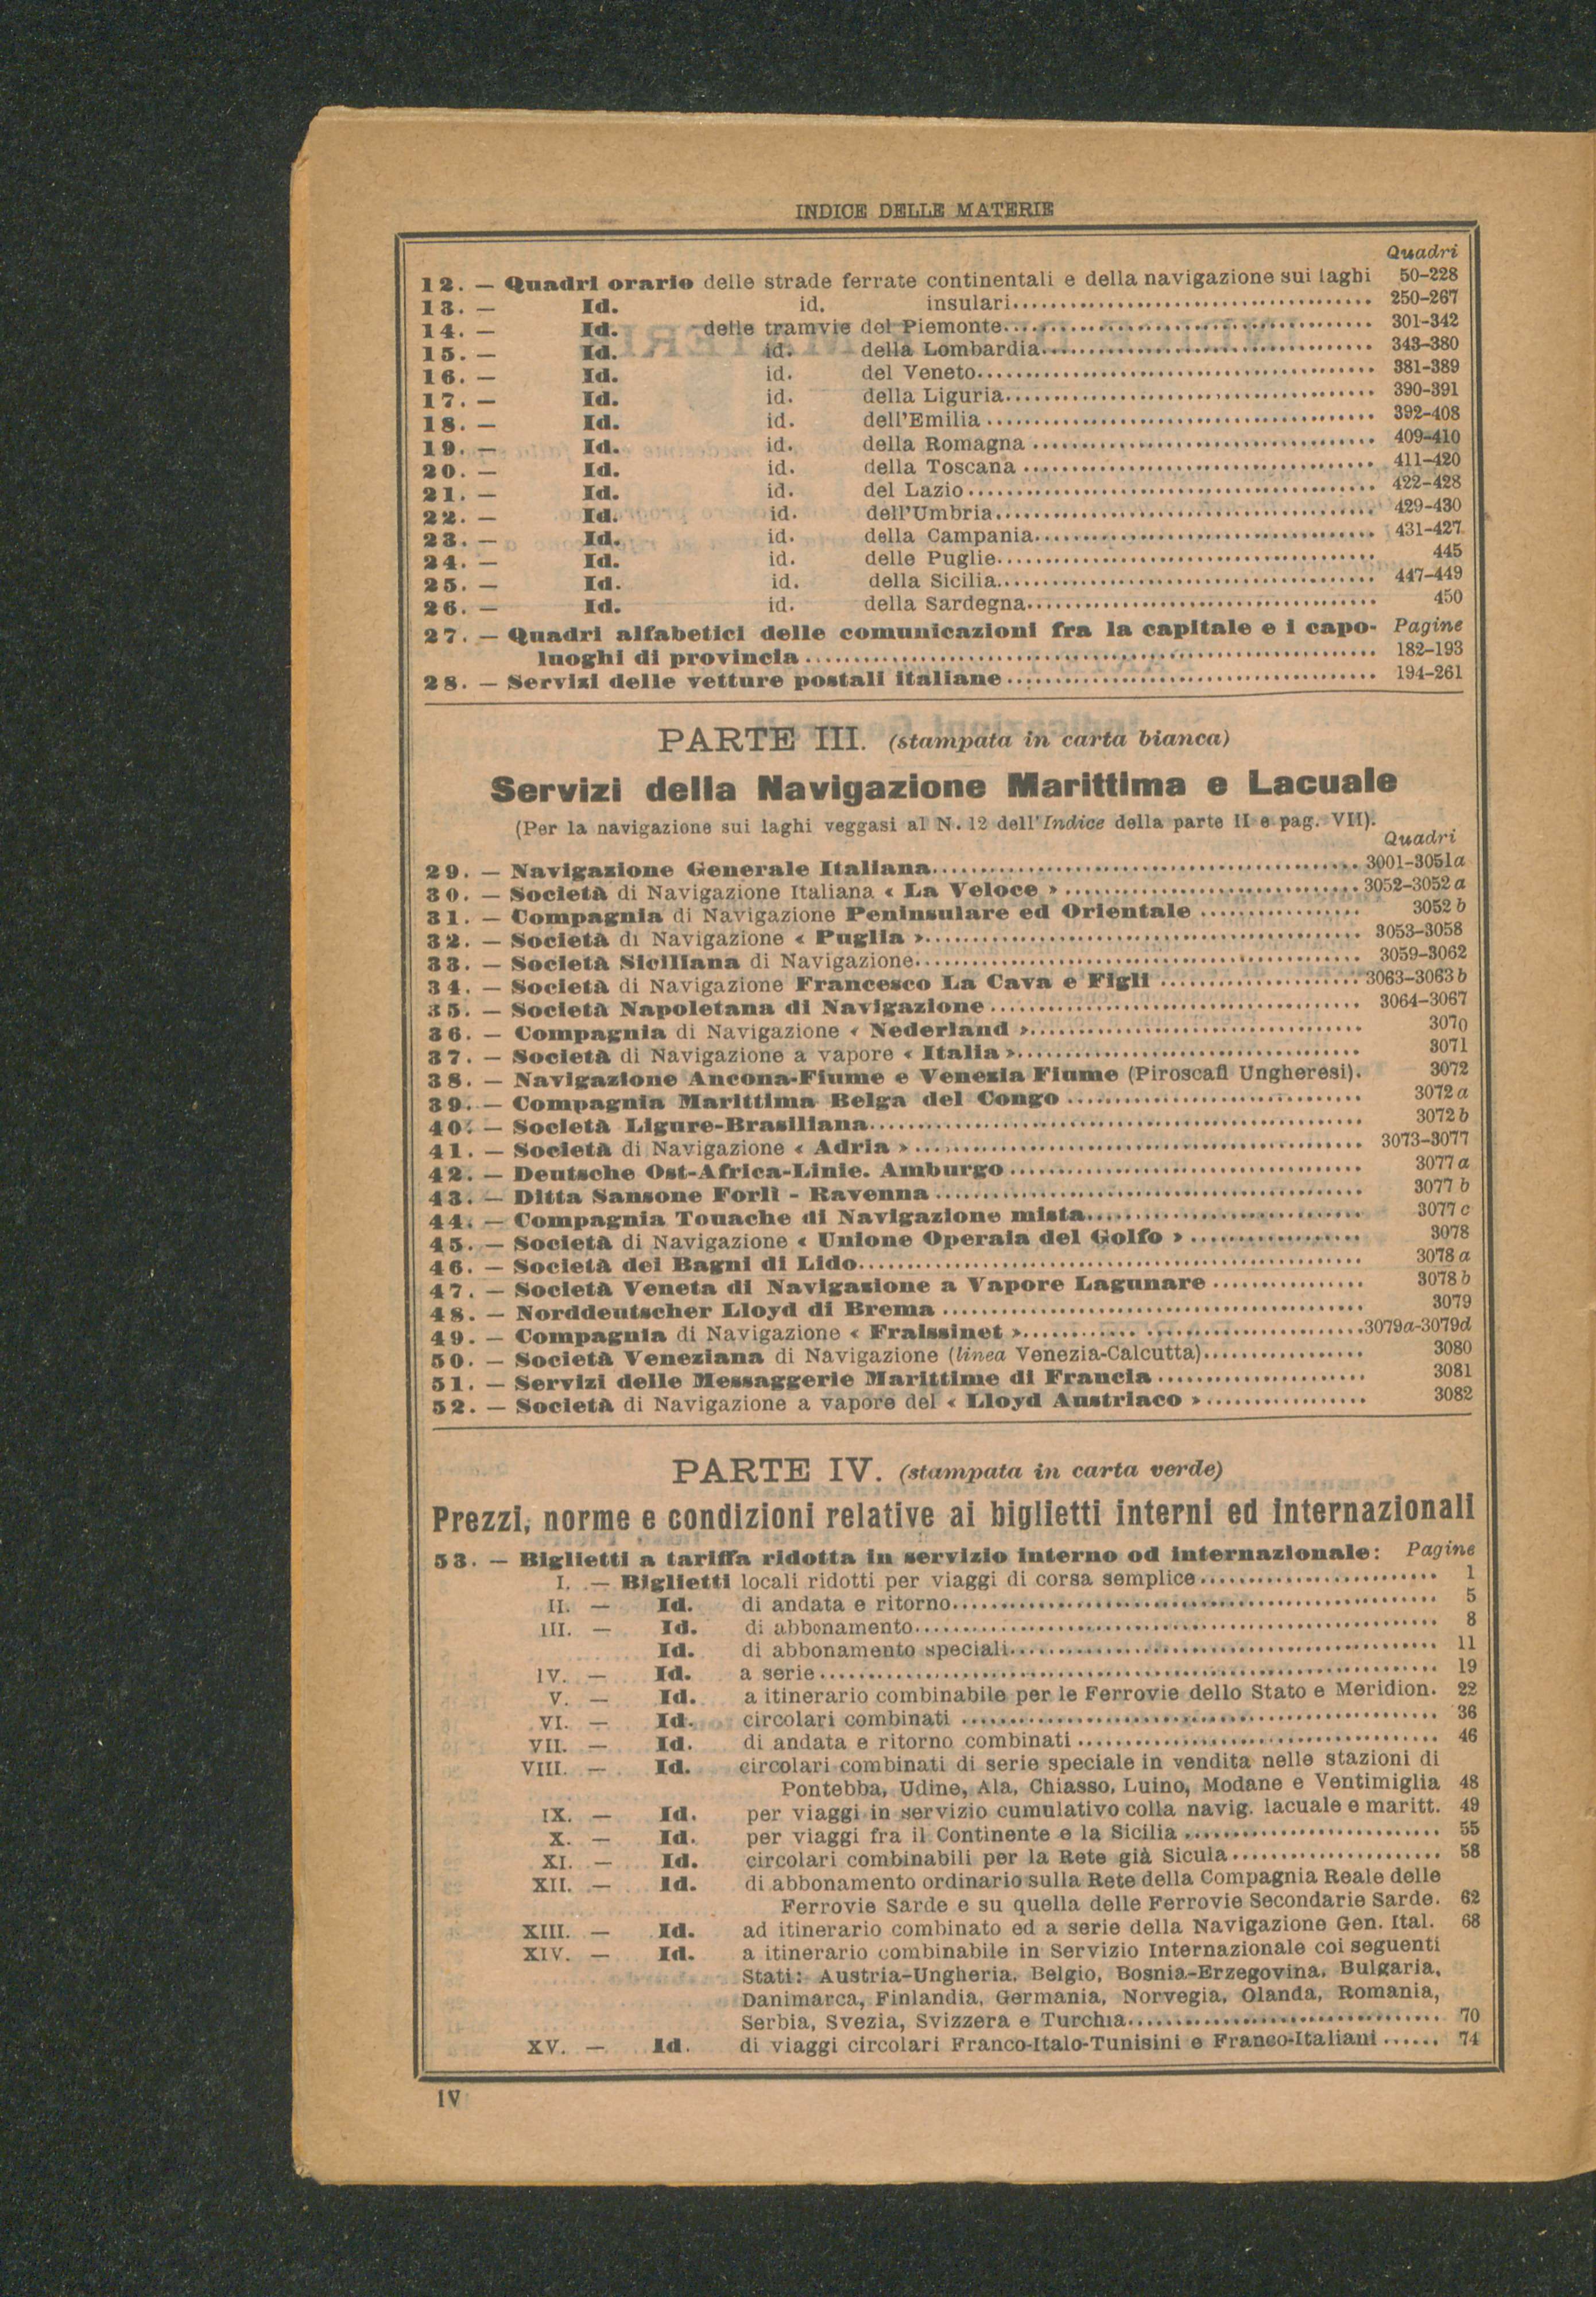 INDICE DELLE MATERIE
Quadri
12. — Quadri orario delle strade ferrate continentali e della navigazione sui laghi 50-228
13. — Id. id. insulari 250-267
14. — Id. delle tramvie del Piemonte 301-342
15. — Id. id. della Lombardia 343-380
16. — Id. id. del Veneto 381-389
17. — Id. id. della Liguria 390-391
18. — Id. id. dell'Emilia 392-408
19. — Id. id. della Romagna 409-410
20. — Id. id. della Toscana 411-420
21. — Id. id. del Lazio 422-428
22. — Id. id. dell'Umbria 429-430
23. — Id. id. della Campania 431-427
24. — Id. id. delle Puglie 445
25. — Id. id. della Sicilia 447-449
26. — Id. id. della Sardegna 450
27. — Quadri alfabetici delle comunicazioni fra la capitale e i capo- Pagine
luoghi di provincia 182-193
28. — Servizi delle vetture postali italiane 194-261
PARTE III. (stampata in carta bianca)
Servizi della Navigazione Marittima e Lacuale
(Per la navigazione sui laghi veggasi al N. 12 dell'Indice della parte II e pag. VII).
Quadri
29. — Navigazione Generale Italiana 3001-3051a
30. — Società di Navigazione Italiana « La Veloce » 3052-3052a
31. — Compagnia di Navigazione Peninsulare ed Orientale 3052b
32. — Società di Navigazione « Puglia » 3053-3058
33. — Società Siciliana di Navigazione 3059-3062
34. — Società di Navigazione Francesco La Cava e Figli 3063-3063b
35. — Società Napoletana di Navigazione 3064-3067
36. — Compagnia di Navigazione « Nederland » 3070
37. — Società di Navigazione a vapore « Italia » 3071
38. — Navigazione Ancona-Fiume e Venezia Fiume (Piroscafi Ungheresi). 3072
39. — Compagnia Marittima Belga del Congo 3072a
40. — Società Ligure-Brasiliana 3072b
41. — Società di Navigazione « Adria » 3073-3077
42. — Deutsche Ost-Africa-Linie. Amburgo 3077a
43. — Ditta Sansone Forlì - Ravenna 3077b
44. — Compagnia Touache di Navigazione mista 3077c
45. — Società di Navigazione « Unione Operaia del Golfo » 3078
46. — Società dei Bagni di Lido 3078a
47. — Società Veneta di Navigazione a Vapore Lagunare 3078b
48. — Norddeutscher Lloyd di Brema 3079
49. — Compagnia di Navigazione « Fraissinet » 3079a-3079d
50. — Società Veneziana di Navigazione (linea Venezia-Calcutta) 3080
51. — Servizi delle Messaggerie Marittime di Francia 3081
52. — Società di Navigazione a vapore del « Lloyd Austriaco » 3082
PARTE IV. (stampata in carta verde)
Prezzi, norme e condizioni relative ai biglietti interni ed internazionali
53. — Biglietti a tariffa ridotta in servizio interno od internazionale: Pagine
I. — Biglietti locali ridotti per viaggi di corsa semplice 1
II. — Id. di andata e ritorno 5
III. — Id. di abbonamento 8
Id. di abbonamento speciali 11
IV. — Id. a serie 19
V. — Id. a itinerario combinabile per le Ferrovie dello Stato e Meridion. 22
VI. — Id. circolari combinati 36
VII. — Id. di andata e ritorno combinati 46
VIII. — Id. circolari combinati di serie speciale in vendita nelle stazioni di
Pontebba, Udine, Ala, Chiasso, Luino, Modane e Ventimiglia 48
IX. — Id. per viaggi in servizio cumulativo colla navig. lacuale e maritt. 49
X. — Id. per viaggi fra il Continente e la Sicilia 55
XI. — Id. circolari combinabili per la Rete già Sicula 58
XII. — Id. di abbonamento ordinario sulla Rete della Compagnia Reale delle
Ferrovie Sarde e su quella delle Ferrovie Secondarie Sarde. 62
XIII. — Id. ad itinerario combinato ed a serie della Navigazione Gen. Ital. 68
XIV. — Id. a itinerario combinabile in Servizio Internazionale coi seguenti
Stati: Austria-Ungheria, Belgio, Bosnia-Erzegovina, Bulgaria,
Danimarca, Finlandia, Germania, Norvegia, Olanda, Romania,
Serbia, Svezia, Svizzera e Turchia 70
XV. — Id. di viaggi circolari Franco-Italo-Tunisini e Franco-Italiani 74
IV